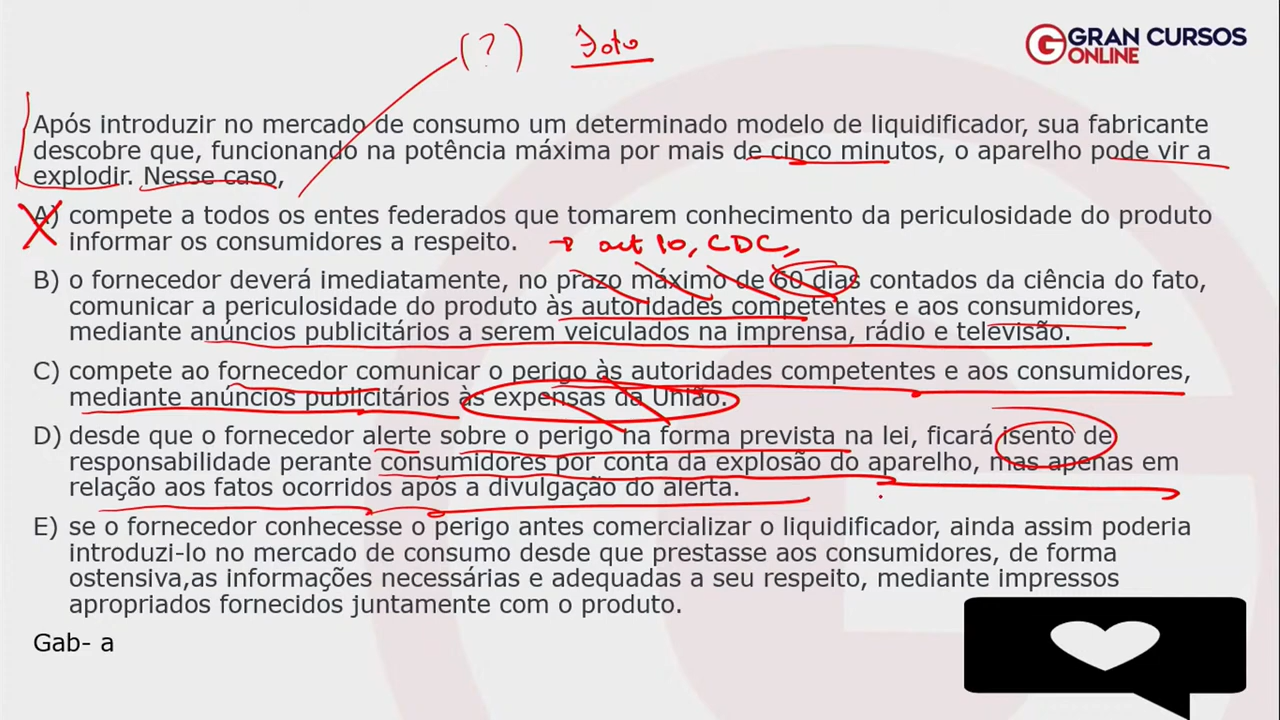 (?) Foto
GRAN CURSOS
ONLINE
Após introduzir no mercado de consumo um determinado modelo de liquidificador, sua fabricante
descobre que, funcionando na potência máxima por mais de cinco minutos, o aparelho pode vir a
explodir. Nesse caso,
A) compete a todos os entes federados que tomarem conhecimento da periculosidade do produto
informar os consumidores a respeito. → art 10, CDC,
B) o fornecedor deverá imediatamente, no prazo máximo de 60 dias contados da ciência do fato,
comunicar a periculosidade do produto às autoridades competentes e aos consumidores,
mediante anúncios publicitários a serem veiculados na imprensa, rádio e televisão.
C) compete ao fornecedor comunicar o perigo às autoridades competentes e aos consumidores,
mediante anúncios publicitários às expensas da União.
D) desde que o fornecedor alerte sobre o perigo na forma prevista na lei, ficará isento de
responsabilidade perante consumidores por conta da explosão do aparelho, mas apenas em
relação aos fatos ocorridos após a divulgação do alerta.
E) se o fornecedor conhecesse o perigo antes comercializar o liquidificador, ainda assim poderia
introduzi-lo no mercado de consumo desde que prestasse aos consumidores, de forma
ostensiva,as informações necessárias e adequadas a seu respeito, mediante impressos
apropriados fornecidos juntamente com o produto.
Gab- a